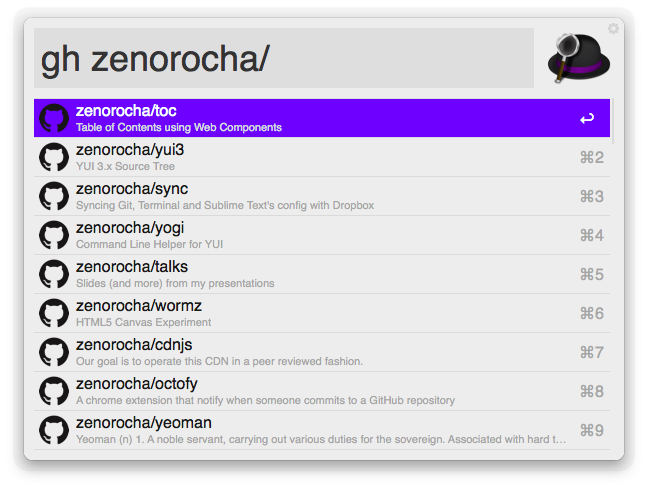 gh zenorocha/
zenorocha/toc
Table of Contents using Web Components
↩
zenorocha/yui3
YUI 3.x Source Tree
⌘2
zenorocha/sync
Syncing Git, Terminal and Sublime Text's config with Dropbox
⌘3
zenorocha/yogi
Command Line Helper for YUI
⌘4
zenorocha/talks
Slides (and more) from my presentations
⌘5
zenorocha/wormz
HTML5 Canvas Experiment
⌘6
zenorocha/cdnjs
Our goal is to operate this CDN in a peer reviewed fashion.
⌘7
zenorocha/octofy
A chrome extension that notify when someone commits to a GitHub repository
⌘8
zenorocha/yeoman
Yeoman (n) 1. A noble servant, carrying out various duties for the sovereign. Associated with hard t…
⌘9